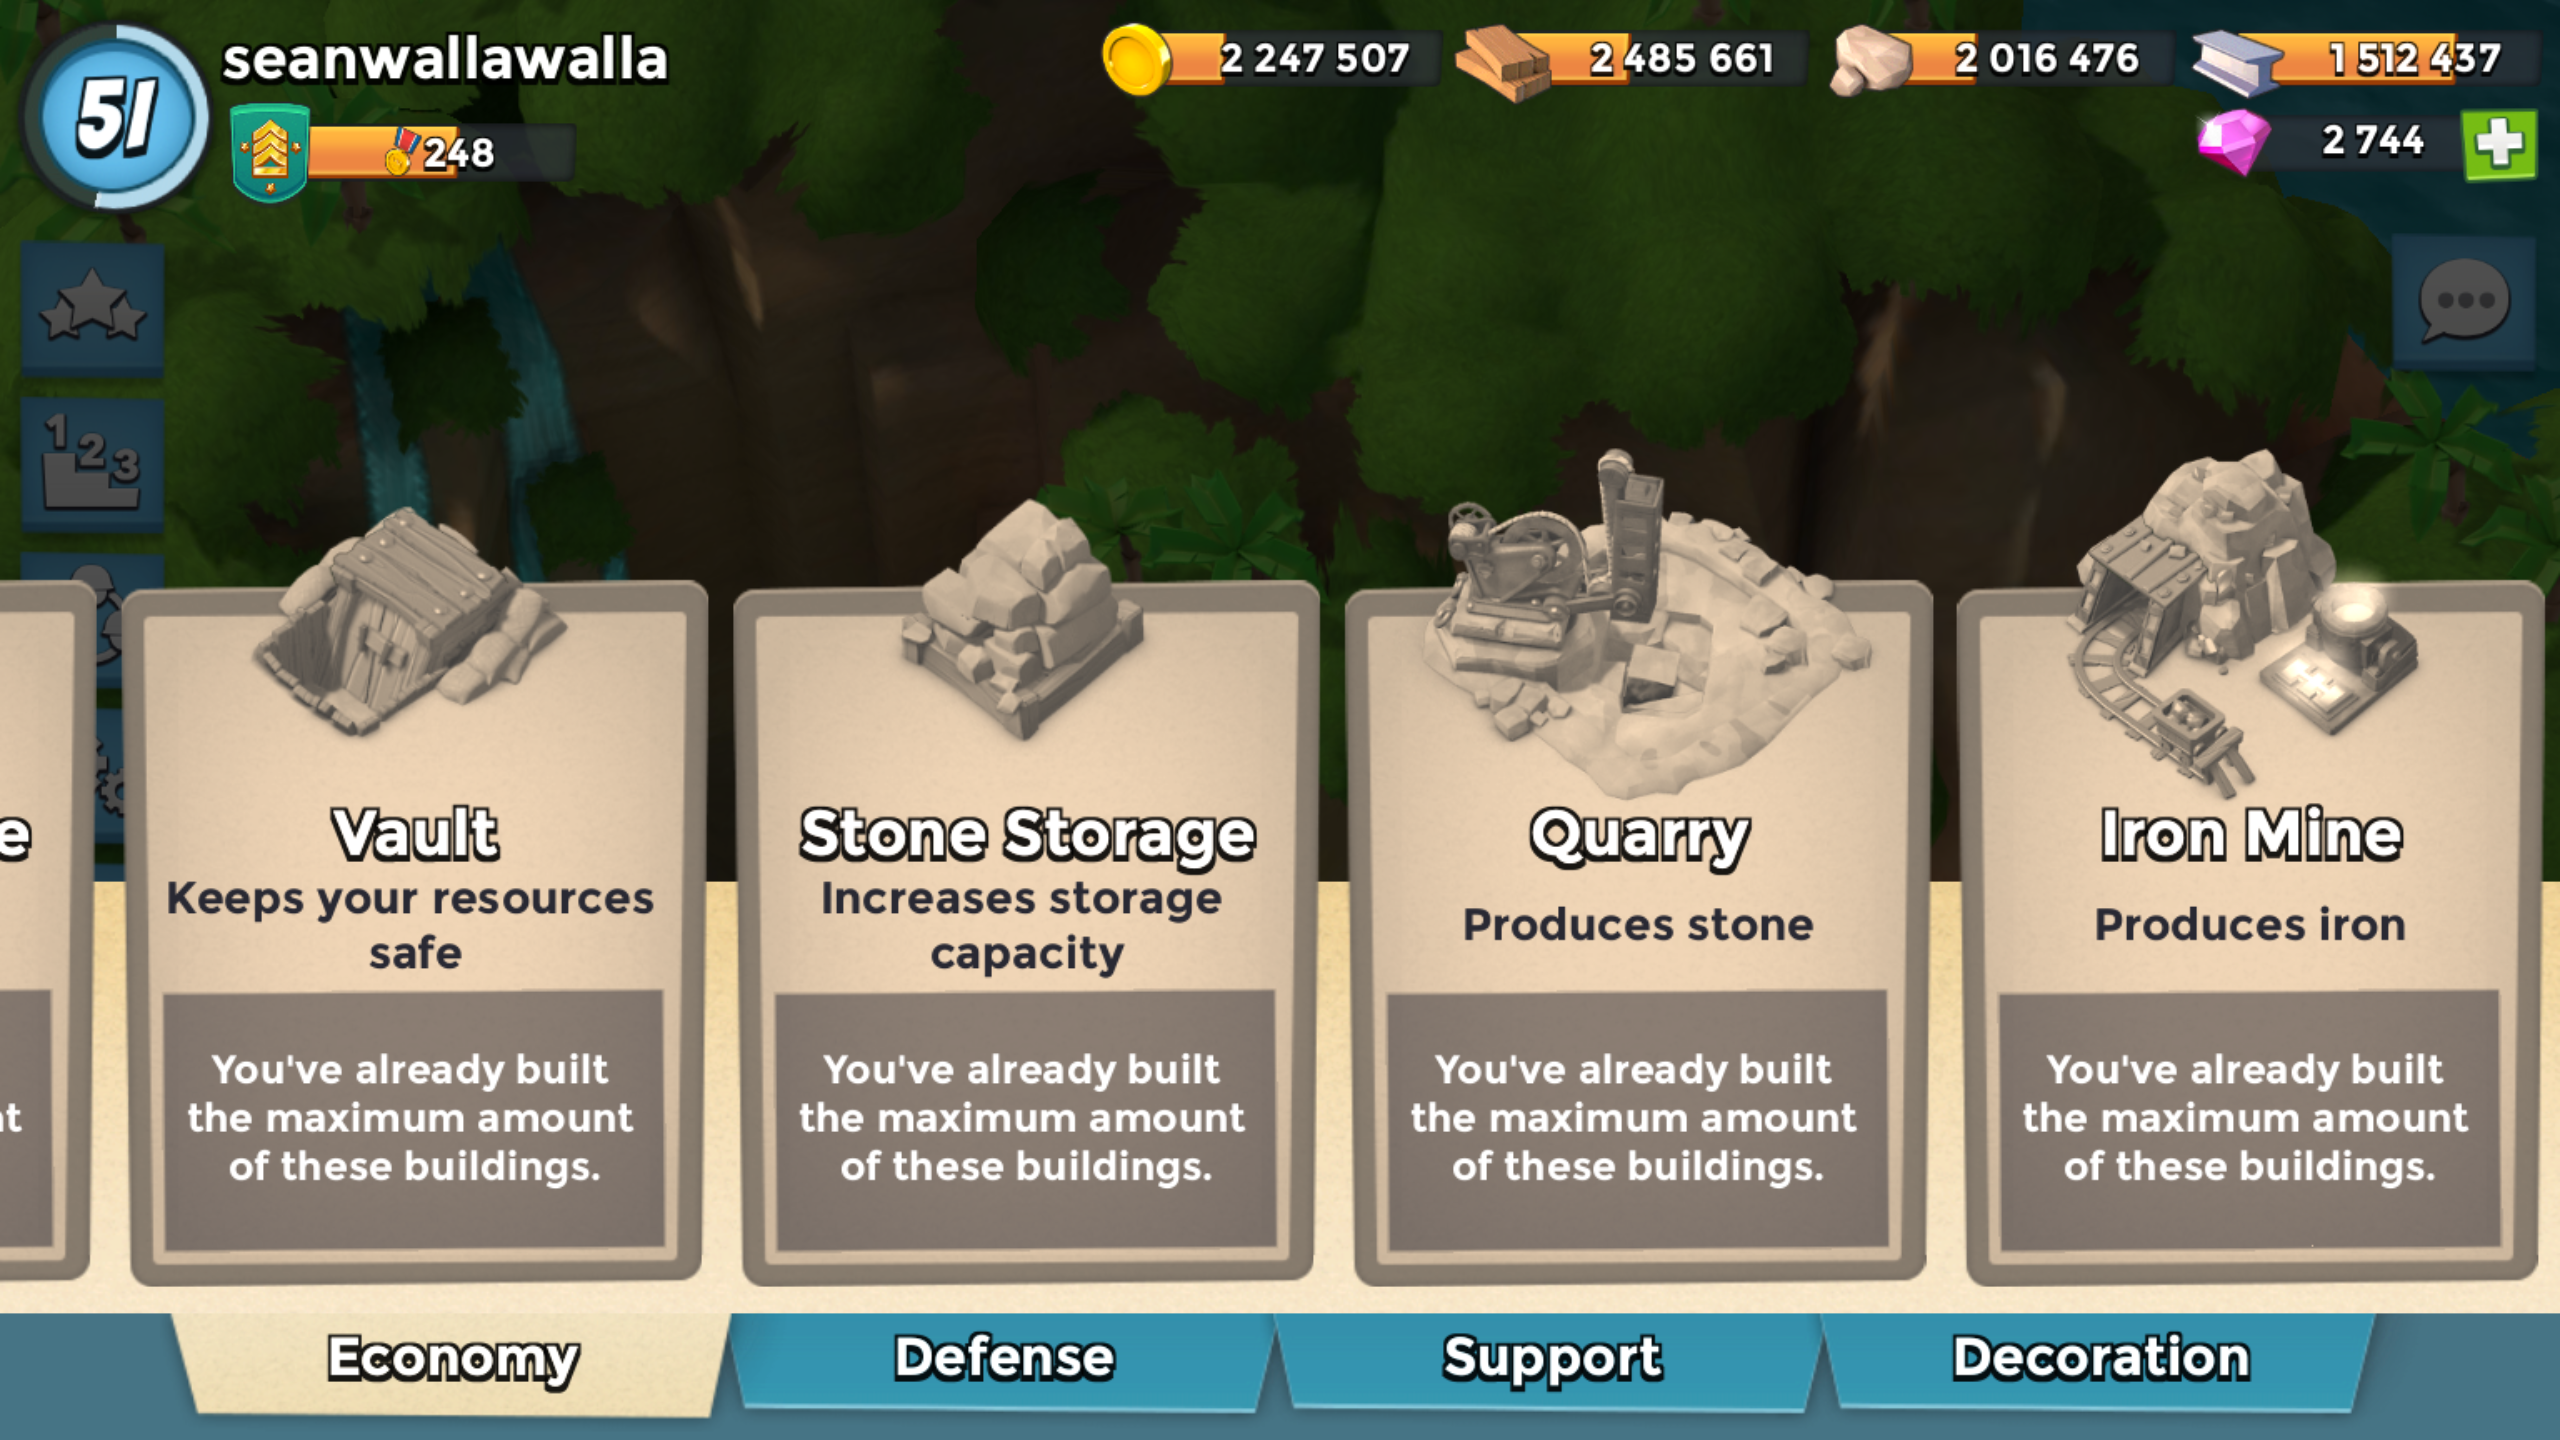 51
seanwallawalla
248
2 247 507
2 485 661
2 016 476
1 512 437
2 744
1 2 3
Vault
Keeps your resources
safe
You've already built
the maximum amount
of these buildings.
Stone Storage
Increases storage
capacity
You've already built
the maximum amount
of these buildings.
Quarry
Produces stone
You've already built
the maximum amount
of these buildings.
Iron Mine
Produces iron
You've already built
the maximum amount
of these buildings.
Economy
Defense
Support
Decoration